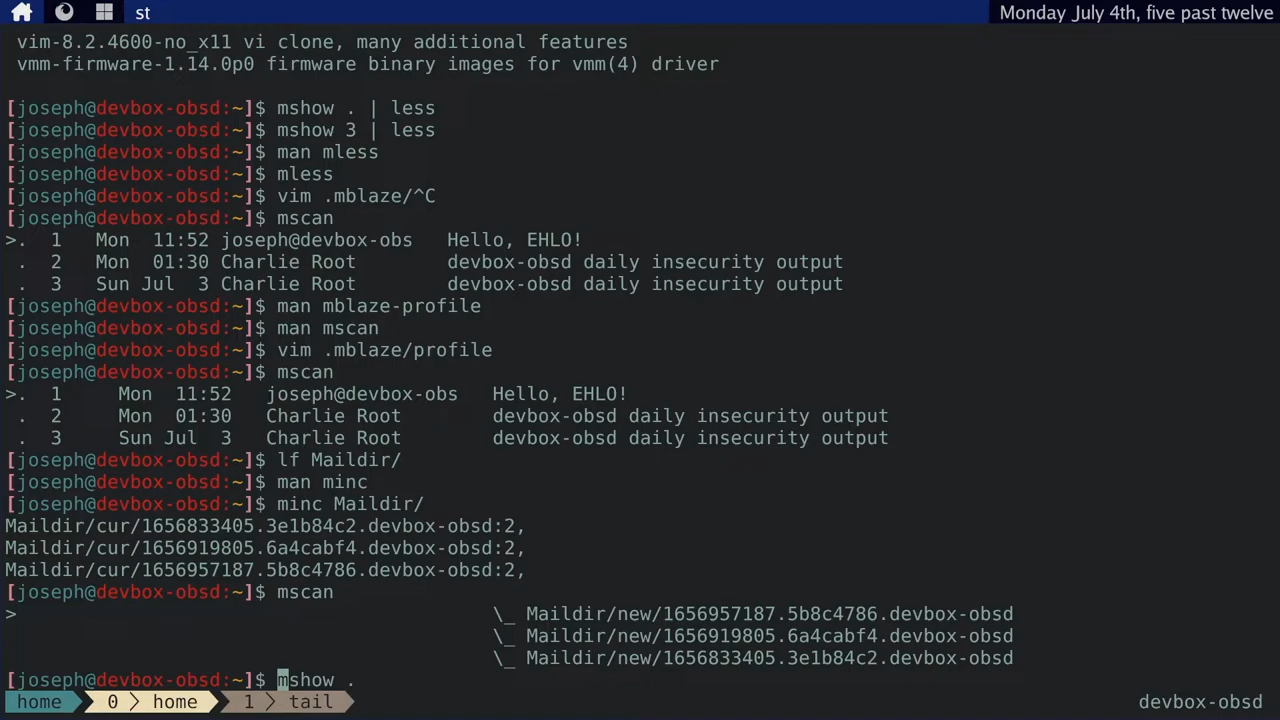 st
Monday July 4th, five past twelve
vim-8.2.4600-no_x11 vi clone, many additional features
vmm-firmware-1.14.0p0 firmware binary images for vmm(4) driver
[joseph@devbox-obsd:~]$ mshow . | less
[joseph@devbox-obsd:~]$ mshow 3 | less
[joseph@devbox-obsd:~]$ man mless
[joseph@devbox-obsd:~]$ mless
[joseph@devbox-obsd:~]$ vim .mblaze/^C
[joseph@devbox-obsd:~]$ mscan
>. 1 Mon 11:52 joseph@devbox-obs Hello, EHLO!
. 2 Mon 01:30 Charlie Root devbox-obsd daily insecurity output
. 3 Sun Jul 3 Charlie Root devbox-obsd daily insecurity output
[joseph@devbox-obsd:~]$ man mblaze-profile
[joseph@devbox-obsd:~]$ man mscan
[joseph@devbox-obsd:~]$ vim .mblaze/profile
[joseph@devbox-obsd:~]$ mscan
>. 1 Mon 11:52 joseph@devbox-obs Hello, EHLO!
. 2 Mon 01:30 Charlie Root devbox-obsd daily insecurity output
. 3 Sun Jul 3 Charlie Root devbox-obsd daily insecurity output
[joseph@devbox-obsd:~]$ lf Maildir/
[joseph@devbox-obsd:~]$ man minc
[joseph@devbox-obsd:~]$ minc Maildir/
Maildir/cur/1656833405.3e1b84c2.devbox-obsd:2,
Maildir/cur/1656919805.6a4cabf4.devbox-obsd:2,
Maildir/cur/1656957187.5b8c4786.devbox-obsd:2,
[joseph@devbox-obsd:~]$ mscan
> \_ Maildir/new/1656957187.5b8c4786.devbox-obsd
\_ Maildir/new/1656919805.6a4cabf4.devbox-obsd
\_ Maildir/new/1656833405.3e1b84c2.devbox-obsd
[joseph@devbox-obsd:~]$ mshow .
home 0 > home 1 > tail devbox-obsd